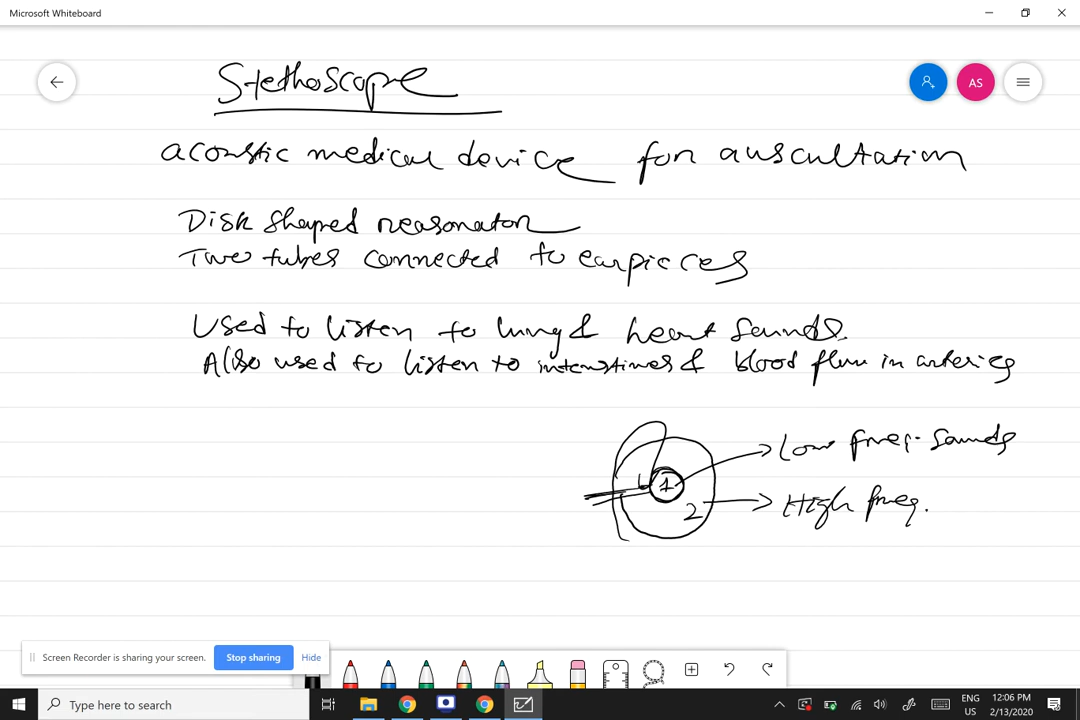 Microsoft Whiteboard
AS
Stethoscope
acoustic medical device for auscultation
Disk shaped reasonator
Two tubes connected to earpicces
Used to listen to lung & heart sounds.
Also used to listen to intenstines & blood flow in arteries
1
2
Low freq. sounds
High freq.
Screen Recorder is sharing your screen.
Stop sharing
Hide
Type here to search
ENG
US
12:06 PM
2/13/2020